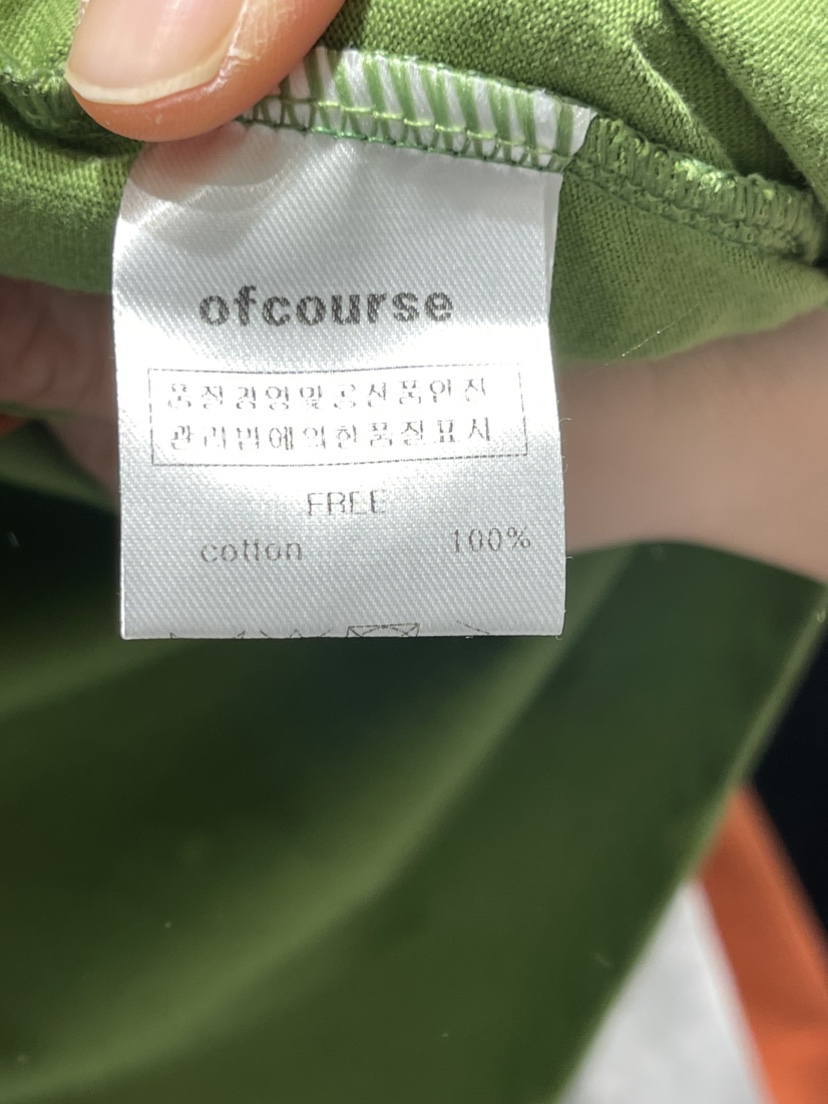 ofcourse
품질경영및공산품안전
관리법에의한품질표시
FREE
cotton 100%